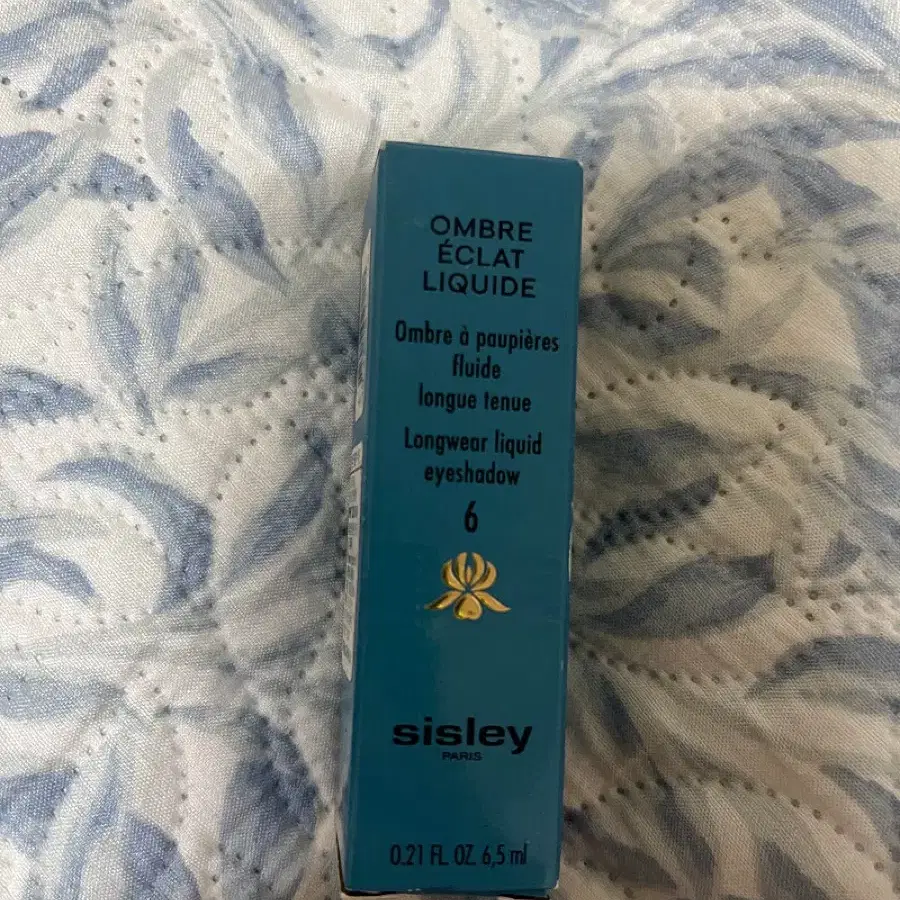 OMBRE
ÉCLAT
LIQUIDE
Ombre à paupières
fluide
longue tenue
Longwear liquid
eyeshadow
6
sisley
PARIS
0.21 FL. OZ. 6,5 ml